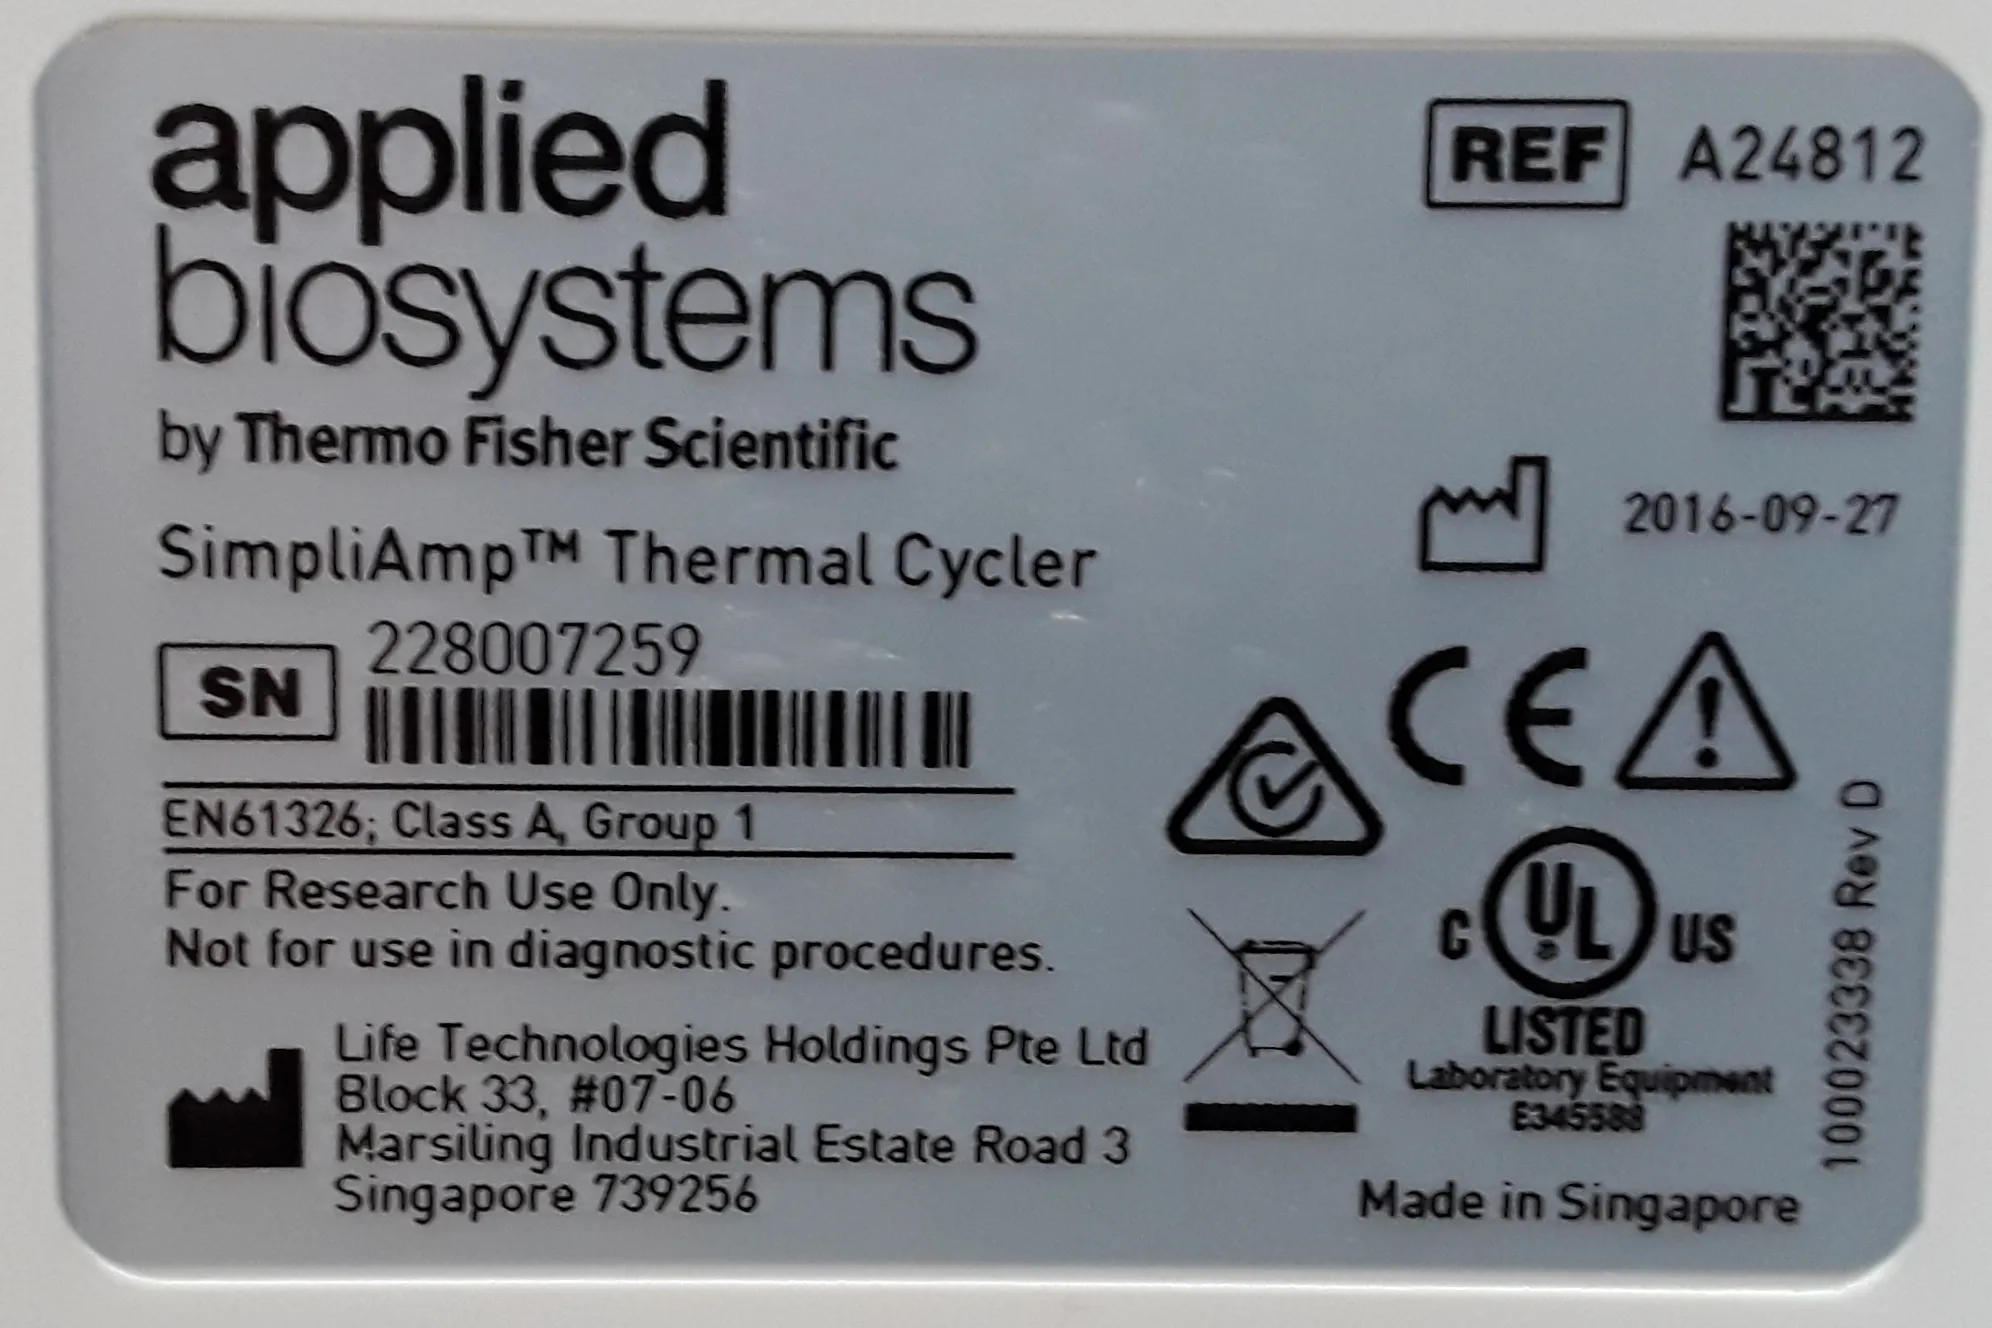 applied
biosystems
by Thermo Fisher Scientific
SimpliAmp™ Thermal Cycler
SN 228007259
EN61326; Class A, Group 1
For Research Use Only.
Not for use in diagnostic procedures.
Life Technologies Holdings Pte Ltd
Block 33, #07-06
Marsiling Industrial Estate Road 3
Singapore 739256
REF A24812
2016-09-27
CE
C UL US
LISTED
Laboratory Equipment
E345588
Made in Singapore
100023338 Rev D